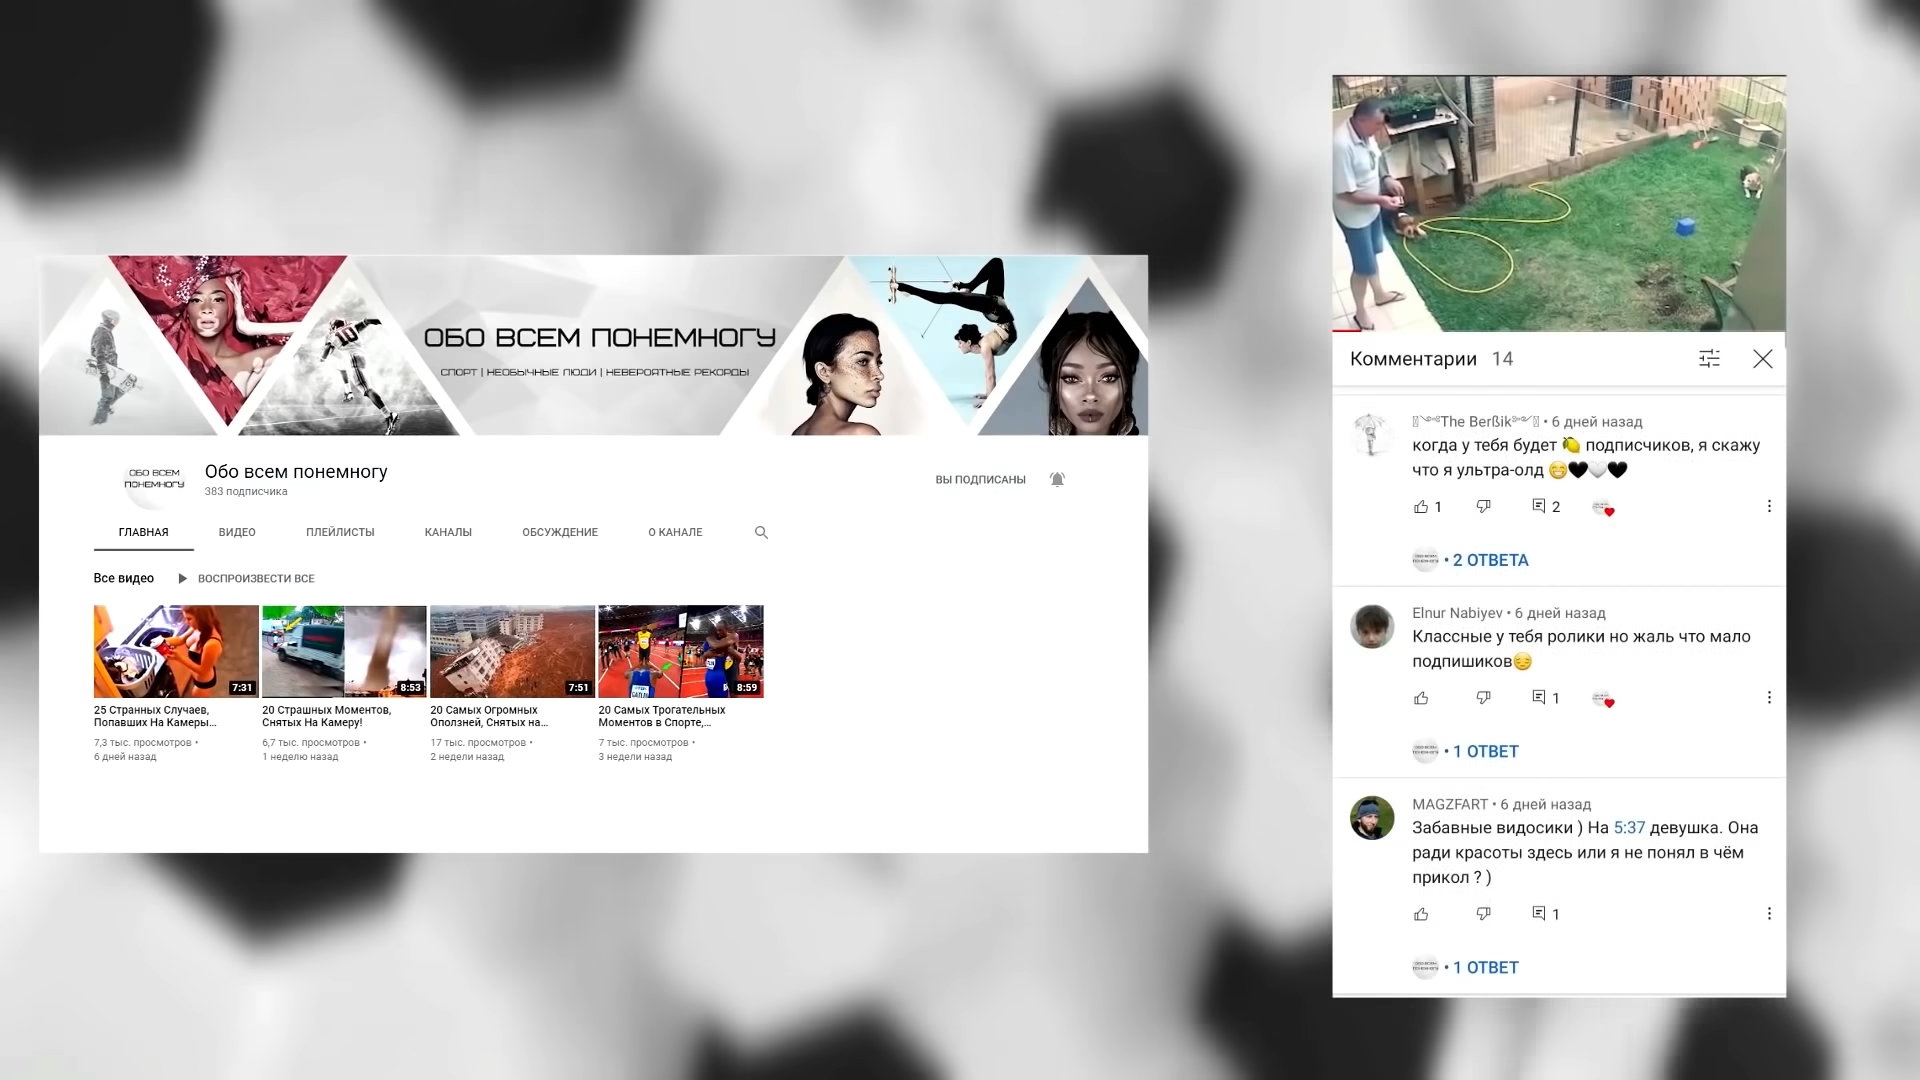 ОБО ВСЕМ ПОНЕМНОГУ
СПОРТ | НЕОБЫЧНЫЕ ЛЮДИ | НЕВЕРОЯТНЫЕ РЕКОРДЫ
ОБО ВСЕМ
ПОНЕМНОГУ
Обо всем понемногу
383 подписчика
ВЫ ПОДПИСАНЫ
ГЛАВНАЯ ВИДЕО ПЛЕЙЛИСТЫ КАНАЛЫ ОБСУЖДЕНИЕ О КАНАЛЕ
Все видео ВОСПРОИЗВЕСТИ ВСЕ
7:31
25 Странных Случаев,
Попавших На Камеры...
7,3 тыс. просмотров •
6 дней назад
8:53
20 Страшных Моментов,
Снятых На Камеру!
6,7 тыс. просмотров •
1 неделю назад
7:51
20 Самых Огромных
Оползней, Снятых на...
17 тыс. просмотров •
2 недели назад
8:59
20 Самых Трогательных
Моментов в Спорте,...
7 тыс. просмотров •
3 недели назад
Комментарии 14
The Berßik • 6 дней назад
когда у тебя будет 🍋 подписчиков, я скажу
что я ультра-олд 😁🖤🤍🖤
1 2
• 2 ОТВЕТА
Elnur Nabiyev • 6 дней назад
Классные у тебя ролики но жаль что мало
подпишиков😔
1
• 1 ОТВЕТ
MAGZFART • 6 дней назад
Забавные видосики ) На 5:37 девушка. Она
ради красоты здесь или я не понял в чём
прикол ? )
1
• 1 ОТВЕТ